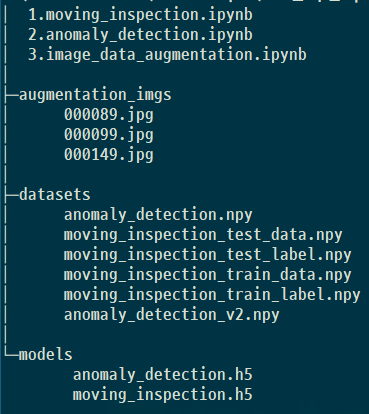 1.moving_inspection.ipynb
2.anomaly_detection.ipynb
3.image_data_augmentation.ipynb
augmentation_imgs
000089.jpg
000099.jpg
000149.jpg
datasets
anomaly_detection.npy
moving_inspection_test_data.npy
moving_inspection_test_label.npy
moving_inspection_train_data.npy
moving_inspection_train_label.npy
anomaly_detection_v2.npy
models
anomaly_detection.h5
moving_inspection.h5